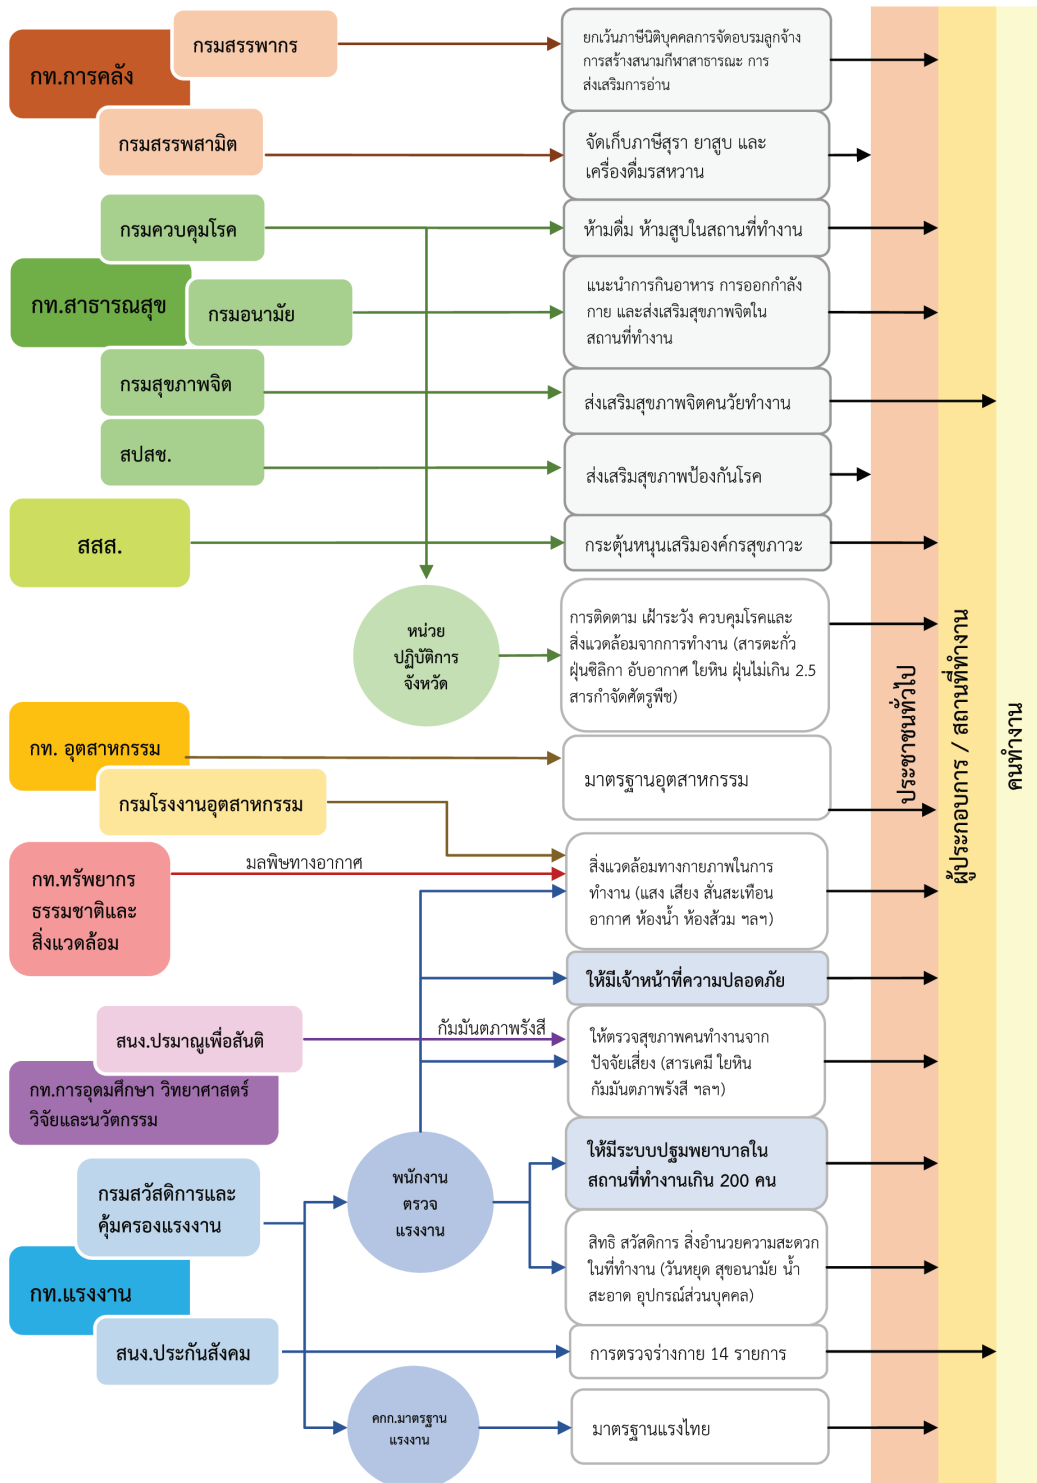 กรมสรรพากร
กท.การคลัง
กรมสรรพสามิต
ยกเว้นภาษีนิติบุคคลการจัดอบรมลูกจ้าง
การสร้างสนามกีฬาสาธารณะ การ
ส่งเสริมการอ่าน
จัดเก็บภาษีสุรา ยาสูบ และ
เครื่องดื่มรสหวาน
กรมควบคุมโรค
ห้ามดื่ม ห้ามสูบในสถานที่ทำงาน
กท.สาธารณสุข
กรมอนามัย
แนะนำการกินอาหาร การออกกำลัง
กาย และส่งเสริมสุขภาพจิตใน
สถานที่ทำงาน
กรมสุขภาพจิต
ส่งเสริมสุขภาพจิตคนวัยทำงาน
สปสช.
ส่งเสริมสุขภาพป้องกันโรค
สสส.
กระตุ้นหนุนเสริมองค์กรสุขภาวะ
หน่วย
ปฏิบัติการ
จังหวัด
การติดตาม เฝ้าระวัง ควบคุมโรคและ
สิ่งแวดล้อมจากการทำงาน (สารตะกั่ว
ฝุ่นซิลิกา อับอากาศ ใยหิน ฝุ่นไม่เกิน 2.5
สารกำจัดศัตรูพืช)
กท. อุตสาหกรรม
กรมโรงงานอุตสาหกรรม
มาตรฐานอุตสาหกรรม
กท.ทรัพยากร
ธรรมชาติและ
สิ่งแวดล้อม
มลพิษทางอากาศ
สิ่งแวดล้อมทางกายภาพในการ
ทำงาน (แสง เสียง สั่นสะเทือน
อากาศ ห้องน้ำ ห้องส้วม ฯลฯ)
ให้มีเจ้าหน้าที่ความปลอดภัย
สนง.ปรมาณูเพื่อสันติ
กัมมันตภาพรังสี
ให้ตรวจสุขภาพคนทำงานจาก
ปัจจัยเสี่ยง (สารเคมี ใยหิน
กัมมันตภาพรังสี ฯลฯ)
กท.การอุดมศึกษา วิทยาศาสตร์
วิจัยและนวัตกรรม
พนักงาน
ตรวจ
แรงงาน
ให้มีระบบปฐมพยาบาลใน
สถานที่ทำงานเกิน 200 คน
กรมสวัสดิการและ
คุ้มครองแรงงาน
สิทธิ สวัสดิการ สิ่งอำนวยความสะดวก
ในที่ทำงาน (วันหยุด สุขอนามัย น้ำ
สะอาด อุปกรณ์ส่วนบุคคล)
กท.แรงงาน
สนง.ประกันสังคม
การตรวจร่างกาย 14 รายการ
คกก.มาตรฐาน
แรงงาน
มาตรฐานแรงไทย
ประชาชนทั่วไป
ผู้ประกอบการ / สถานที่ทำงาน
คนทำงาน